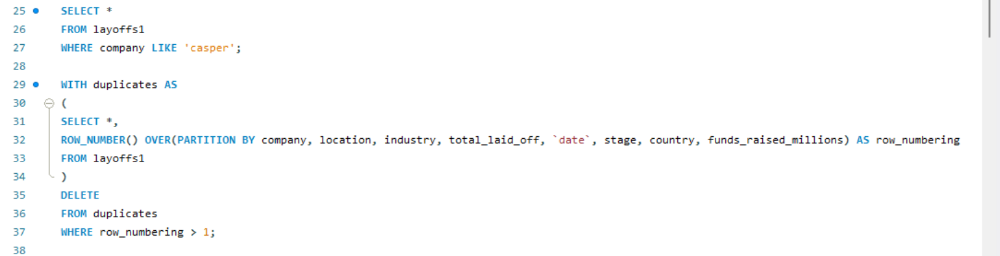 25 SELECT *
26 FROM layoffs1
27 WHERE company LIKE 'casper';
28
29 WITH duplicates AS
30 (
31 SELECT *,
32 ROW_NUMBER() OVER(PARTITION BY company, location, industry, total_laid_off, `date`, stage, country, funds_raised_millions) AS row_numbering
33 FROM layoffs1
34 )
35 DELETE
36 FROM duplicates
37 WHERE row_numbering > 1;
38